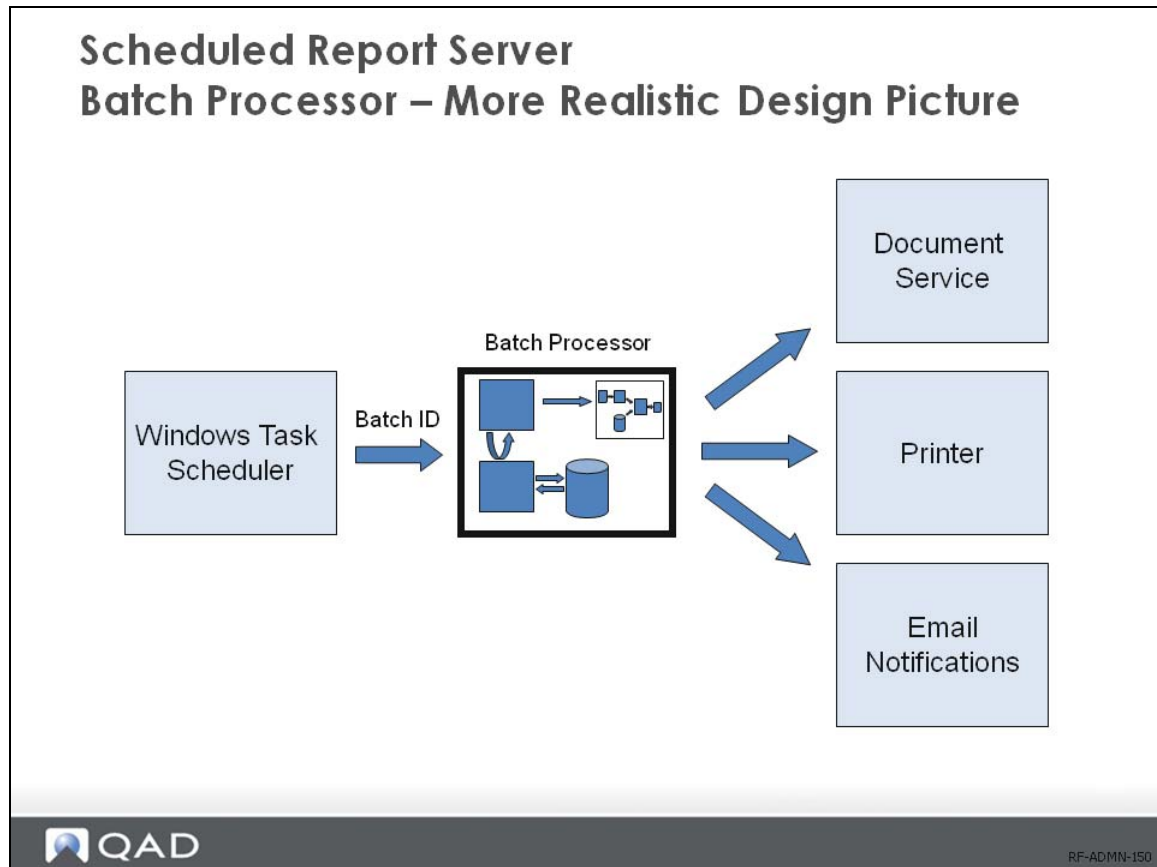 Scheduled Report Server
Batch Processor – More Realistic Design Picture
Document
Service
Batch Processor
Batch ID
Windows Task
Scheduler
Printer
Email
Notifications
QAD
RF-ADMN-150